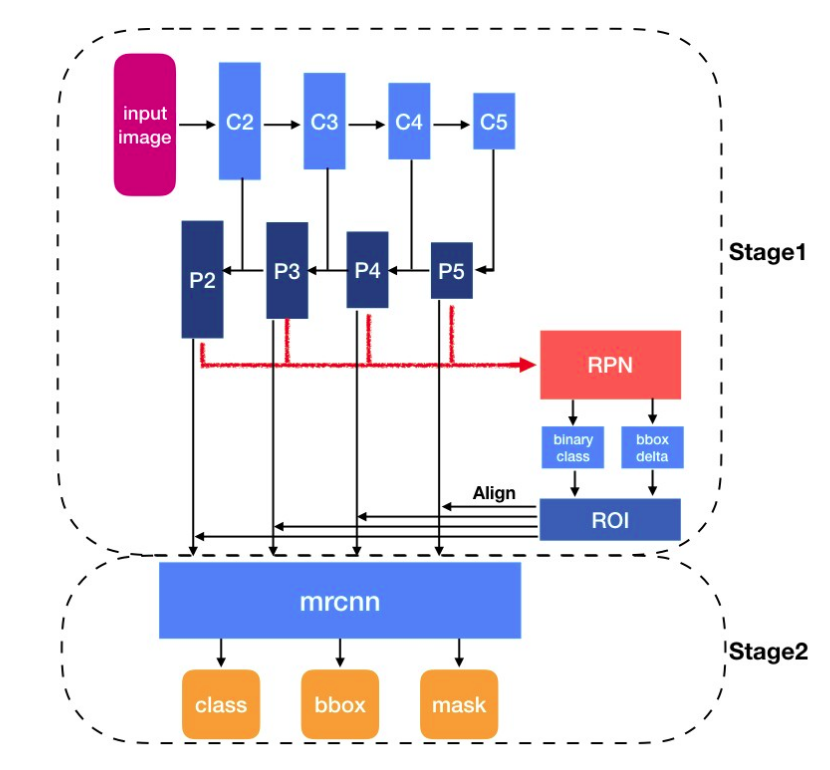 input
image
C2
C3
C4
C5
P2
P3
P4
P5
Stage1
RPN
binary
class
bbox
delta
Align
ROI
mrcnn
Stage2
class
bbox
mask